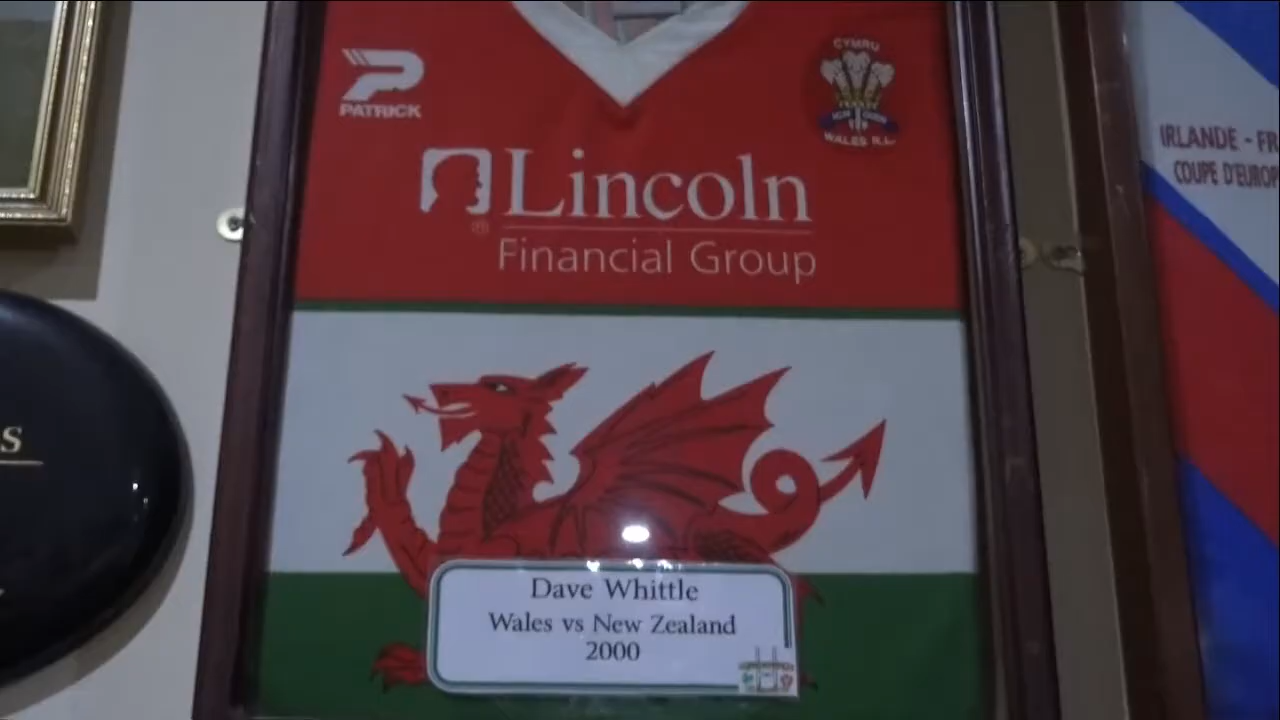 PATRICK
CYMRU
WALES R.L.
Lincoln
Financial Group
IRLANDE - FR
COUPE D'EUROP
S
Dave Whittle
Wales vs New Zealand
2000